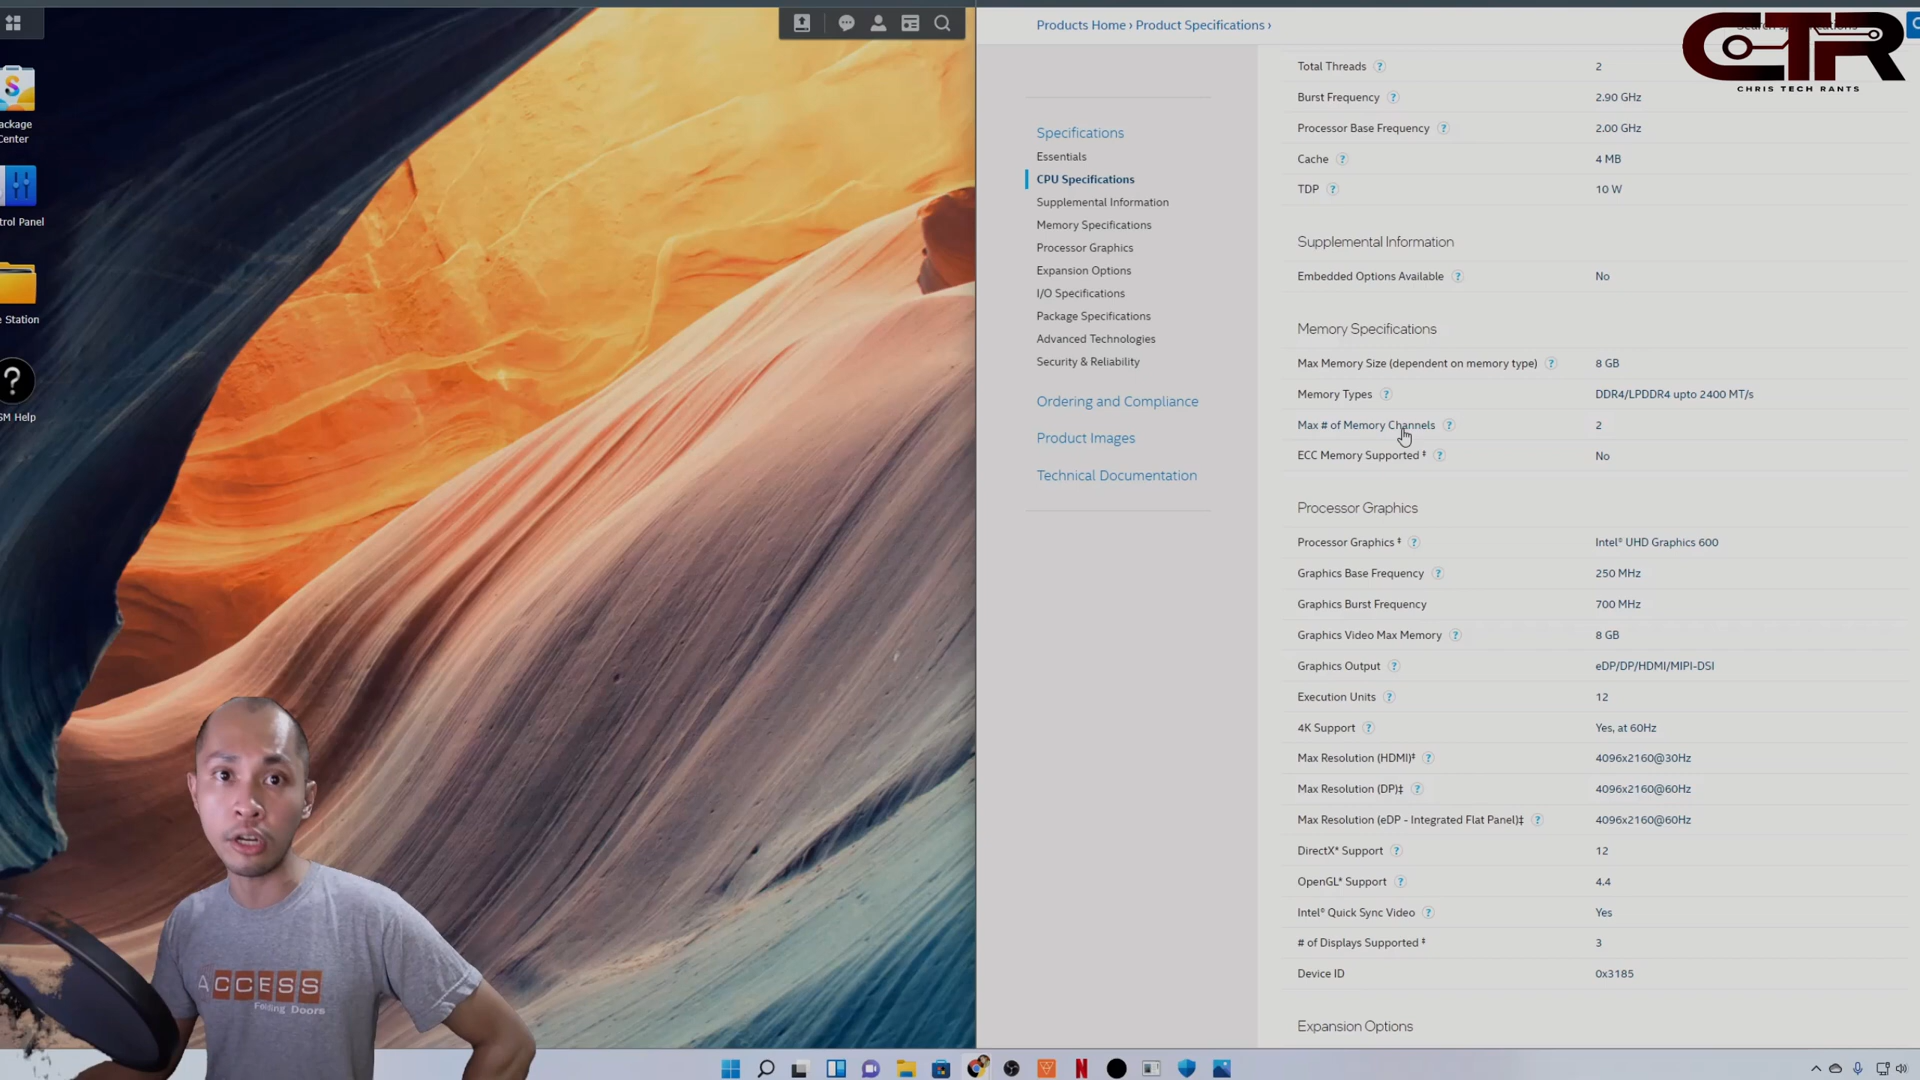 ackage
Center
trol Panel
e Station
SM Help
ACCESS
Folding Doors
Products Home › Product Specifications ›
CTR
CHRIS TECH RANTS
Specifications
Essentials
CPU Specifications
Supplemental Information
Memory Specifications
Processor Graphics
Expansion Options
I/O Specifications
Package Specifications
Advanced Technologies
Security & Reliability
Ordering and Compliance
Product Images
Technical Documentation
Total Threads ? 2
Burst Frequency ? 2.90 GHz
Processor Base Frequency ? 2.00 GHz
Cache ? 4 MB
TDP ? 10 W
Supplemental Information
Embedded Options Available ? No
Memory Specifications
Max Memory Size (dependent on memory type) ? 8 GB
Memory Types ? DDR4/LPDDR4 upto 2400 MT/s
Max # of Memory Channels ? 2
ECC Memory Supported ‡ ? No
Processor Graphics
Processor Graphics ‡ ? Intel® UHD Graphics 600
Graphics Base Frequency ? 250 MHz
Graphics Burst Frequency 700 MHz
Graphics Video Max Memory ? 8 GB
Graphics Output ? eDP/DP/HDMI/MIPI-DSI
Execution Units ? 12
4K Support ? Yes, at 60Hz
Max Resolution (HDMI)‡ ? 4096x2160@30Hz
Max Resolution (DP)‡ ? 4096x2160@60Hz
Max Resolution (eDP - Integrated Flat Panel)‡ ? 4096x2160@60Hz
DirectX* Support ? 12
OpenGL* Support ? 4.4
Intel® Quick Sync Video ? Yes
# of Displays Supported ‡ 3
Device ID 0x3185
Expansion Options